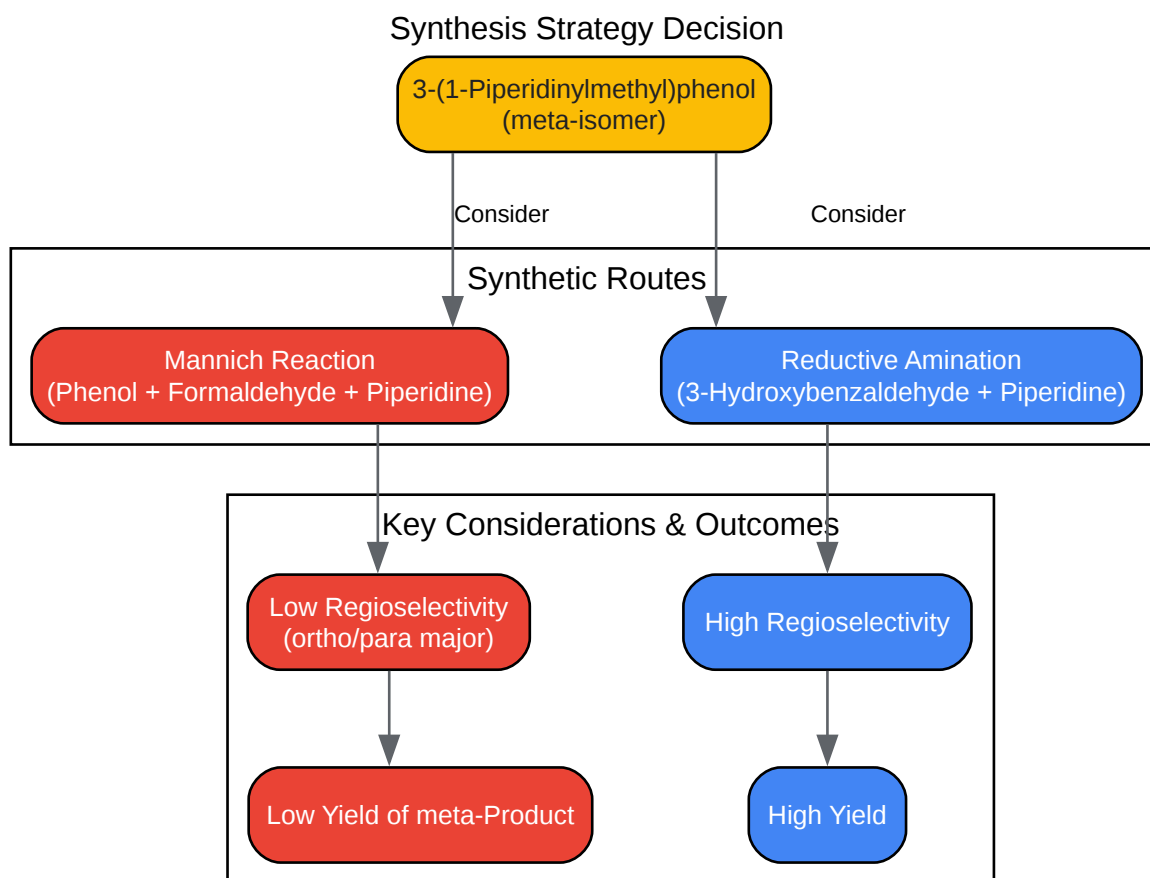 Synthesis Strategy Decision
3-(1-Piperidinylmethyl)phenol
(meta-isomer)
Consider
Consider
Synthetic Routes
Mannich Reaction
(Phenol + Formaldehyde + Piperidine)
Reductive Amination
(3-Hydroxybenzaldehyde + Piperidine)
Key Considerations & Outcomes
Low Regioselectivity
(ortho/para major)
High Regioselectivity
Low Yield of meta-Product
High Yield